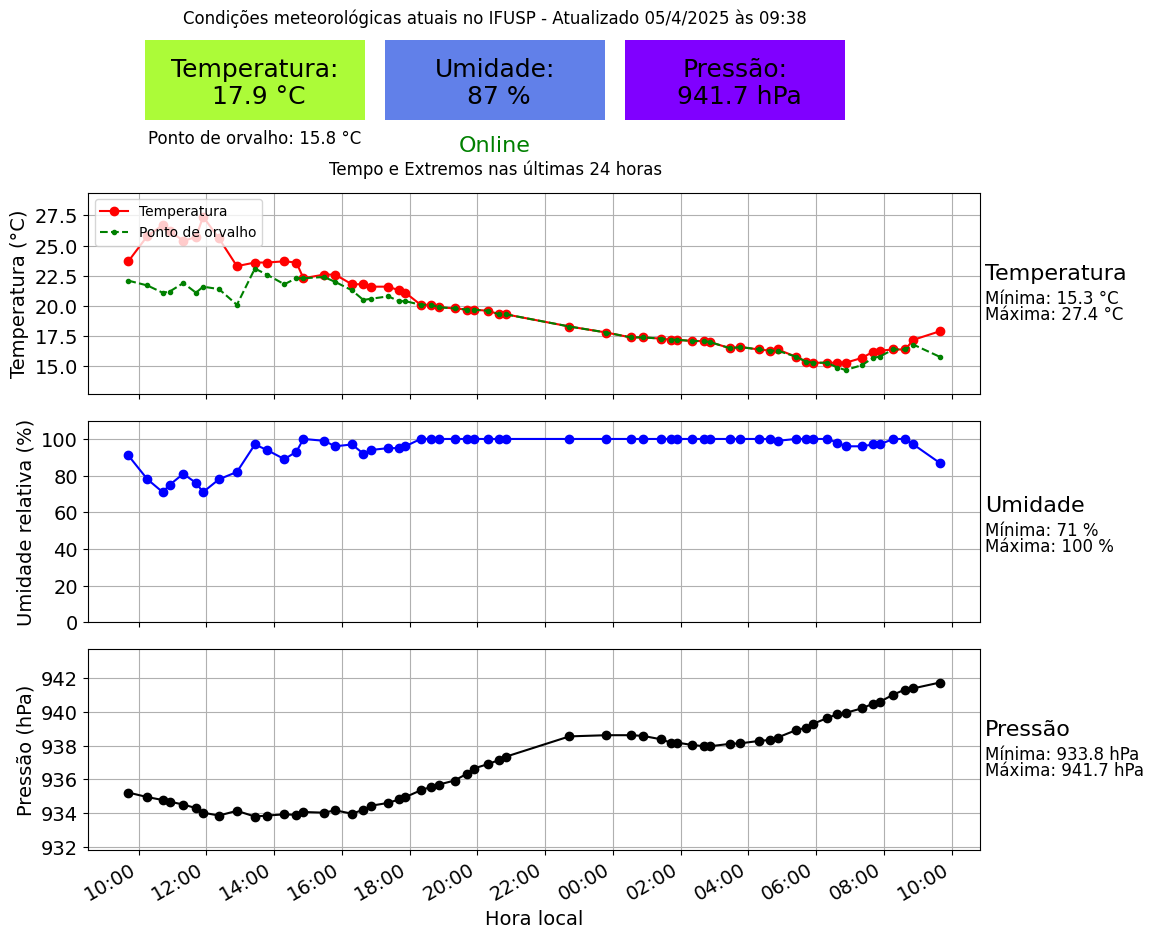 Condições meteorológicas atuais no IFUSP - Atualizado 05/4/2025 às 09:38
Temperatura:
17.9 °C
Umidade:
87 %
Pressão:
941.7 hPa
Ponto de orvalho: 15.8 °C
Online
Tempo e Extremos nas últimas 24 horas
Temperatura (°C)
27.5
25.0
22.5
20.0
17.5
15.0
Temperatura
Ponto de orvalho
Temperatura
Mínima: 15.3 °C
Máxima: 27.4 °C
Umidade relativa (%)
100
80
60
40
20
0
Umidade
Mínima: 71 %
Máxima: 100 %
Pressão (hPa)
942
940
938
936
934
932
Pressão
Mínima: 933.8 hPa
Máxima: 941.7 hPa
10:00 12:00 14:00 16:00 18:00 20:00 22:00 00:00 02:00 04:00 06:00 08:00 10:00
Hora local